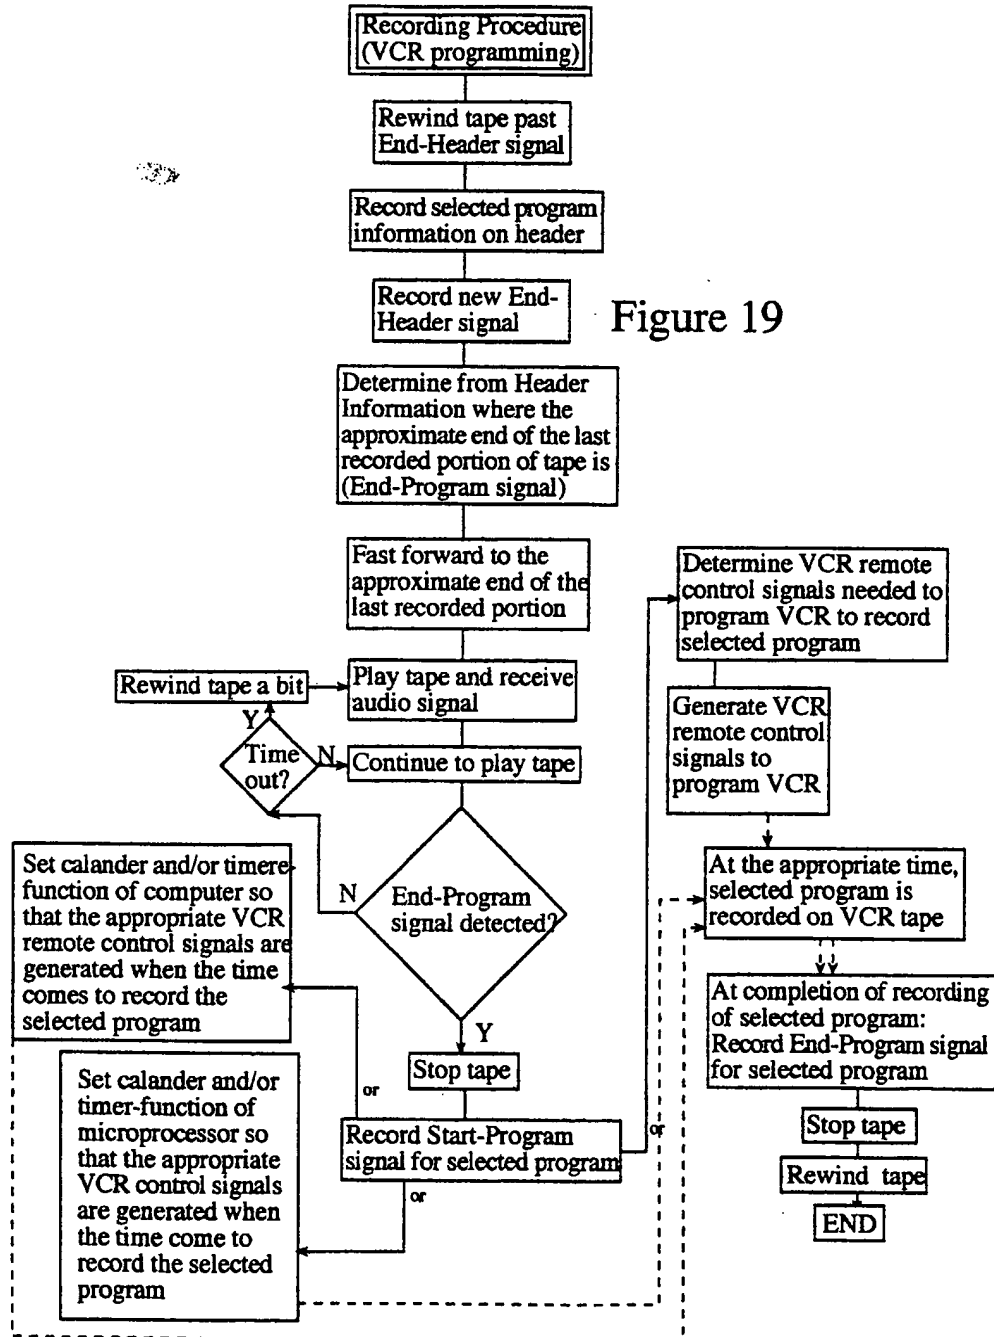 Recording Procedure
(VCR programming)
Rewind tape past
End-Header signal
Record selected program
information on header
Record new End-
Header signal
Figure 19
Determine from Header
Information where the
approximate end of the last
recorded portion of tape is
(End-Program signal)
Fast forward to the
approximate end of the
last recorded portion
Rewind tape a bit
Play tape and receive
audio signal
Y
Time
out?
N
Continue to play tape
N
End-Program
signal detected?
Y
Stop tape
Record Start-Program
signal for selected program
or
Set calander and/or timere
function of computer so
that the appropriate VCR
remote control signals are
generated when the time
comes to record the
selected program
or
Set calander and/or
timer-function of
microprocessor so
that the appropriate
VCR control signals
are generated when
the time come to
record the selected
program
or
Determine VCR remote
control signals needed to
program VCR to record
selected program
Generate VCR
remote control
signals to
program VCR
At the appropriate time,
selected program is
recorded on VCR tape
At completion of recording
of selected program:
Record End-Program signal
for selected program
Stop tape
Rewind tape
END